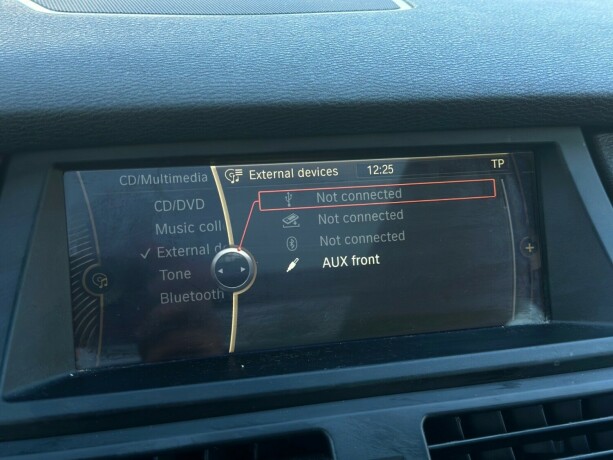 External devices 12:25 TP
CD/Multimedia
CD/DVD
Music coll
External d
Tone
Bluetooth
Not connected
Not connected
Not connected
AUX front